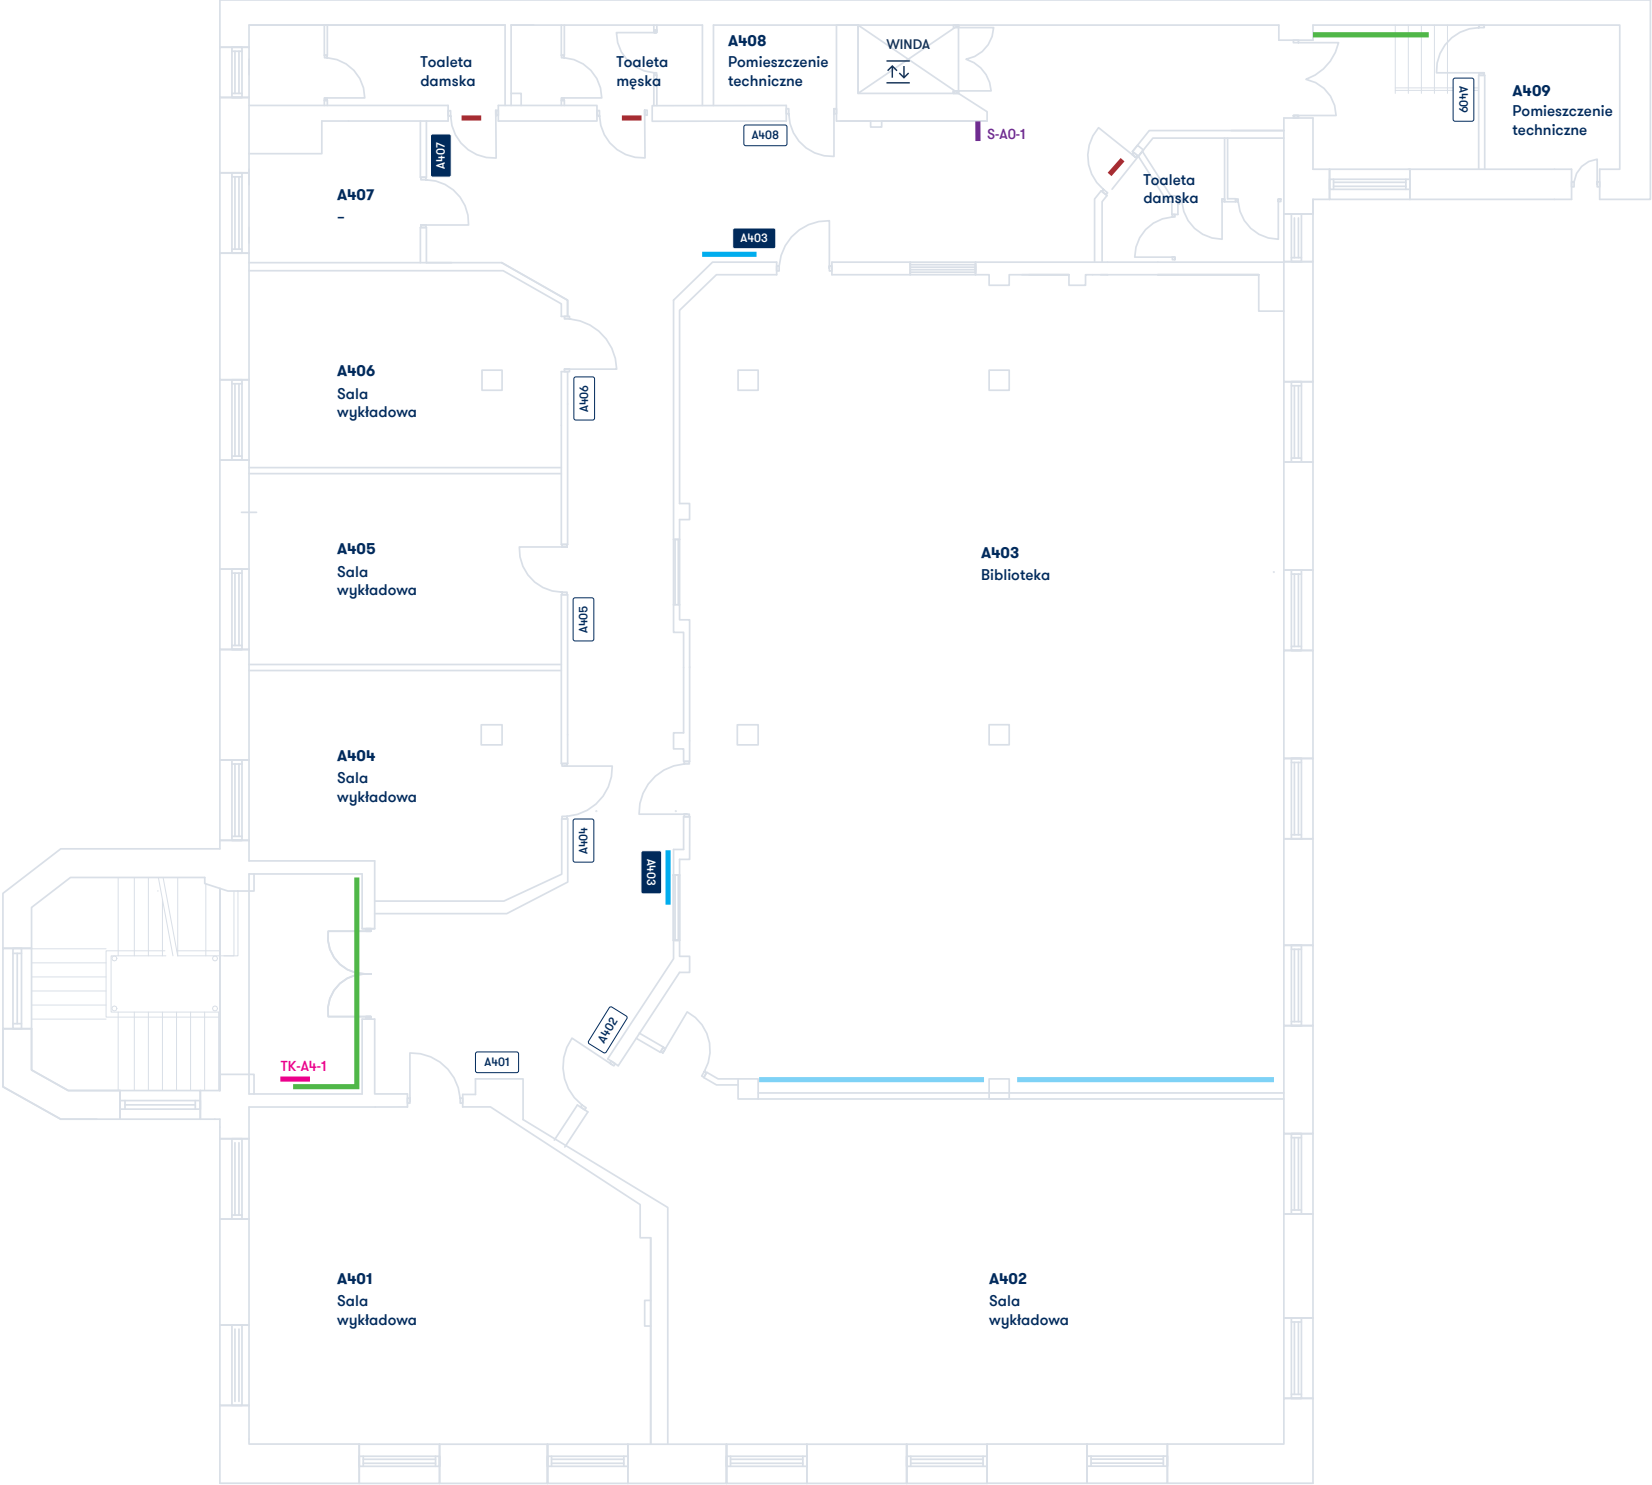 Toaleta
damska
Toaleta
męska
A408
Pomieszczenie
techniczne
WINDA
A409
A409
Pomieszczenie
techniczne
A407
A408
S-A0-1
Toaleta
damska
A407
–
A403
A406
Sala
wykładowa
A406
A405
Sala
wykładowa
A405
A403
Biblioteka
A404
Sala
wykładowa
A404
A403
A402
A401
TK-A4-1
A401
Sala
wykładowa
A402
Sala
wykładowa